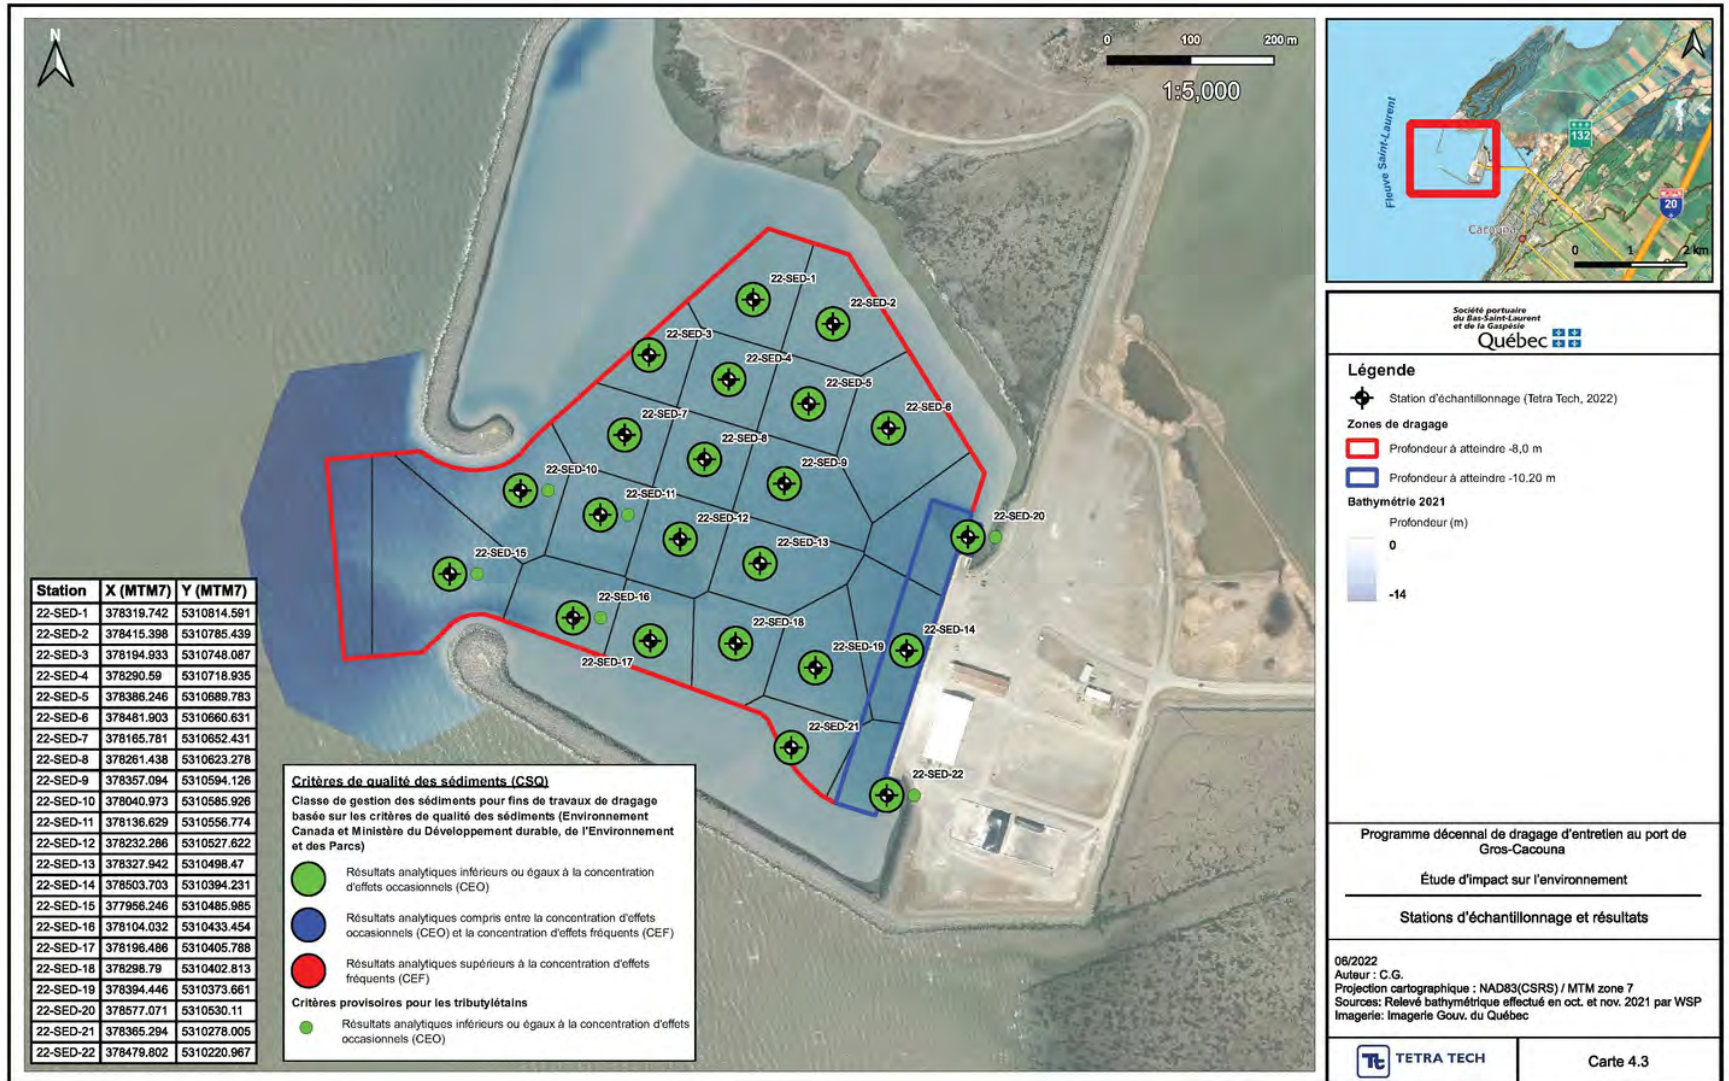 N
0 100 200 m
1:5,000
22-SED-1
22-SED-2
22-SED-3
22-SED-4
22-SED-5
22-SED-6
22-SED-7
22-SED-8
22-SED-9
22-SED-10
22-SED-11
22-SED-12
22-SED-13
22-SED-20
22-SED-15
22-SED-16
22-SED-18
22-SED-14
22-SED-19
22-SED-17
22-SED-21
22-SED-22
Station X (MTM7) Y (MTM7)
22-SED-1 378319.742 5310814.591
22-SED-2 378415.398 5310785.439
22-SED-3 378194.933 5310748.087
22-SED-4 378290.59 5310718.935
22-SED-5 378386.246 5310689.783
22-SED-6 378481.903 5310660.631
22-SED-7 378165.781 5310652.431
22-SED-8 378261.438 5310623.278
22-SED-9 378357.094 5310594.126
22-SED-10 378040.973 5310585.926
22-SED-11 378136.629 5310556.774
22-SED-12 378232.286 5310527.622
22-SED-13 378327.942 5310498.47
22-SED-14 378503.703 5310394.231
22-SED-15 377956.246 5310485.985
22-SED-16 378104.032 5310433.454
22-SED-17 378196.486 5310405.788
22-SED-18 378298.79 5310402.813
22-SED-19 378394.446 5310373.661
22-SED-20 378577.071 5310530.11
22-SED-21 378365.294 5310278.005
22-SED-22 378479.802 5310220.967
Critères de qualité des sédiments (CSQ)
Classe de gestion des sédiments pour fins de travaux de dragage
basée sur les critères de qualité des sédiments (Environnement
Canada et Ministère du Développement durable, de l'Environnement
et des Parcs)
Résultats analytiques inférieurs ou égaux à la concentration
d'effets occasionnels (CEO)
Résultats analytiques compris entre la concentration d'effets
occasionnels (CEO) et la concentration d'effets fréquents (CEF)
Résultats analytiques supérieurs à la concentration d'effets
fréquents (CEF)
Critères provisoires pour les tributylétains
Résultats analytiques inférieurs ou égaux à la concentration d'effets
occasionnels (CEO)
Fleuve Saint-Laurent
132
20
0 1 2 km
Société portuaire
du Bas-Saint-Laurent
et de la Gaspésie
Québec
Légende
Station d'échantillonnage (Tetra Tech, 2022)
Zones de dragage
Profondeur à atteindre -8,0 m
Profondeur à atteindre -10.20 m
Bathymétrie 2021
Profondeur (m)
0
-14
Programme décennal de dragage d'entretien au port de
Gros-Cacouna
Étude d'impact sur l'environnement
Stations d'échantillonnage et résultats
06/2022
Auteur : C.G.
Projection cartographique : NAD83(CSRS) / MTM zone 7
Sources: Relevé bathymétrique effectué en oct. et nov. 2021 par WSP
Imagerie: Imagerie Gouv. du Québec
Tt TETRA TECH
Carte 4.3